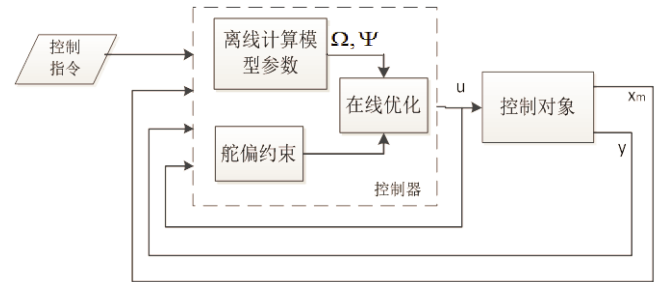 控制
指令
离线计算模
型参数
Ω, Ψ
在线优化
舵偏约束
控制器
u
控制对象
xm
y